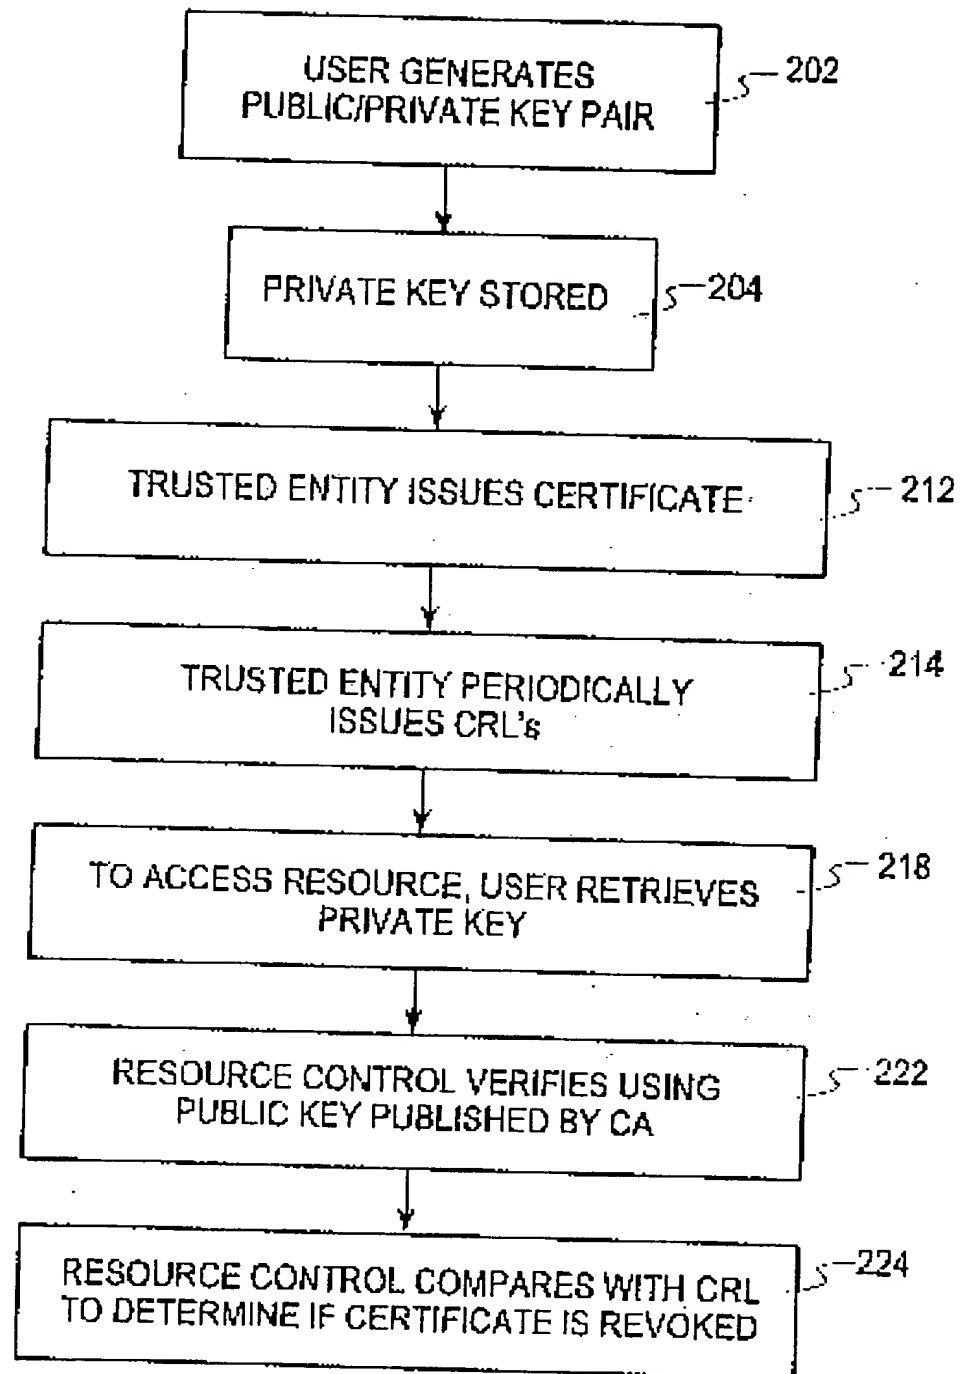 USER GENERATES
PUBLIC/PRIVATE KEY PAIR
202
PRIVATE KEY STORED
204
TRUSTED ENTITY ISSUES CERTIFICATE
212
TRUSTED ENTITY PERIODICALLY
ISSUES CRL's
214
TO ACCESS RESOURCE, USER RETRIEVES
PRIVATE KEY
218
RESOURCE CONTROL VERIFIES USING
PUBLIC KEY PUBLISHED BY CA
222
RESOURCE CONTROL COMPARES WITH CRL
TO DETERMINE IF CERTIFICATE IS REVOKED
224